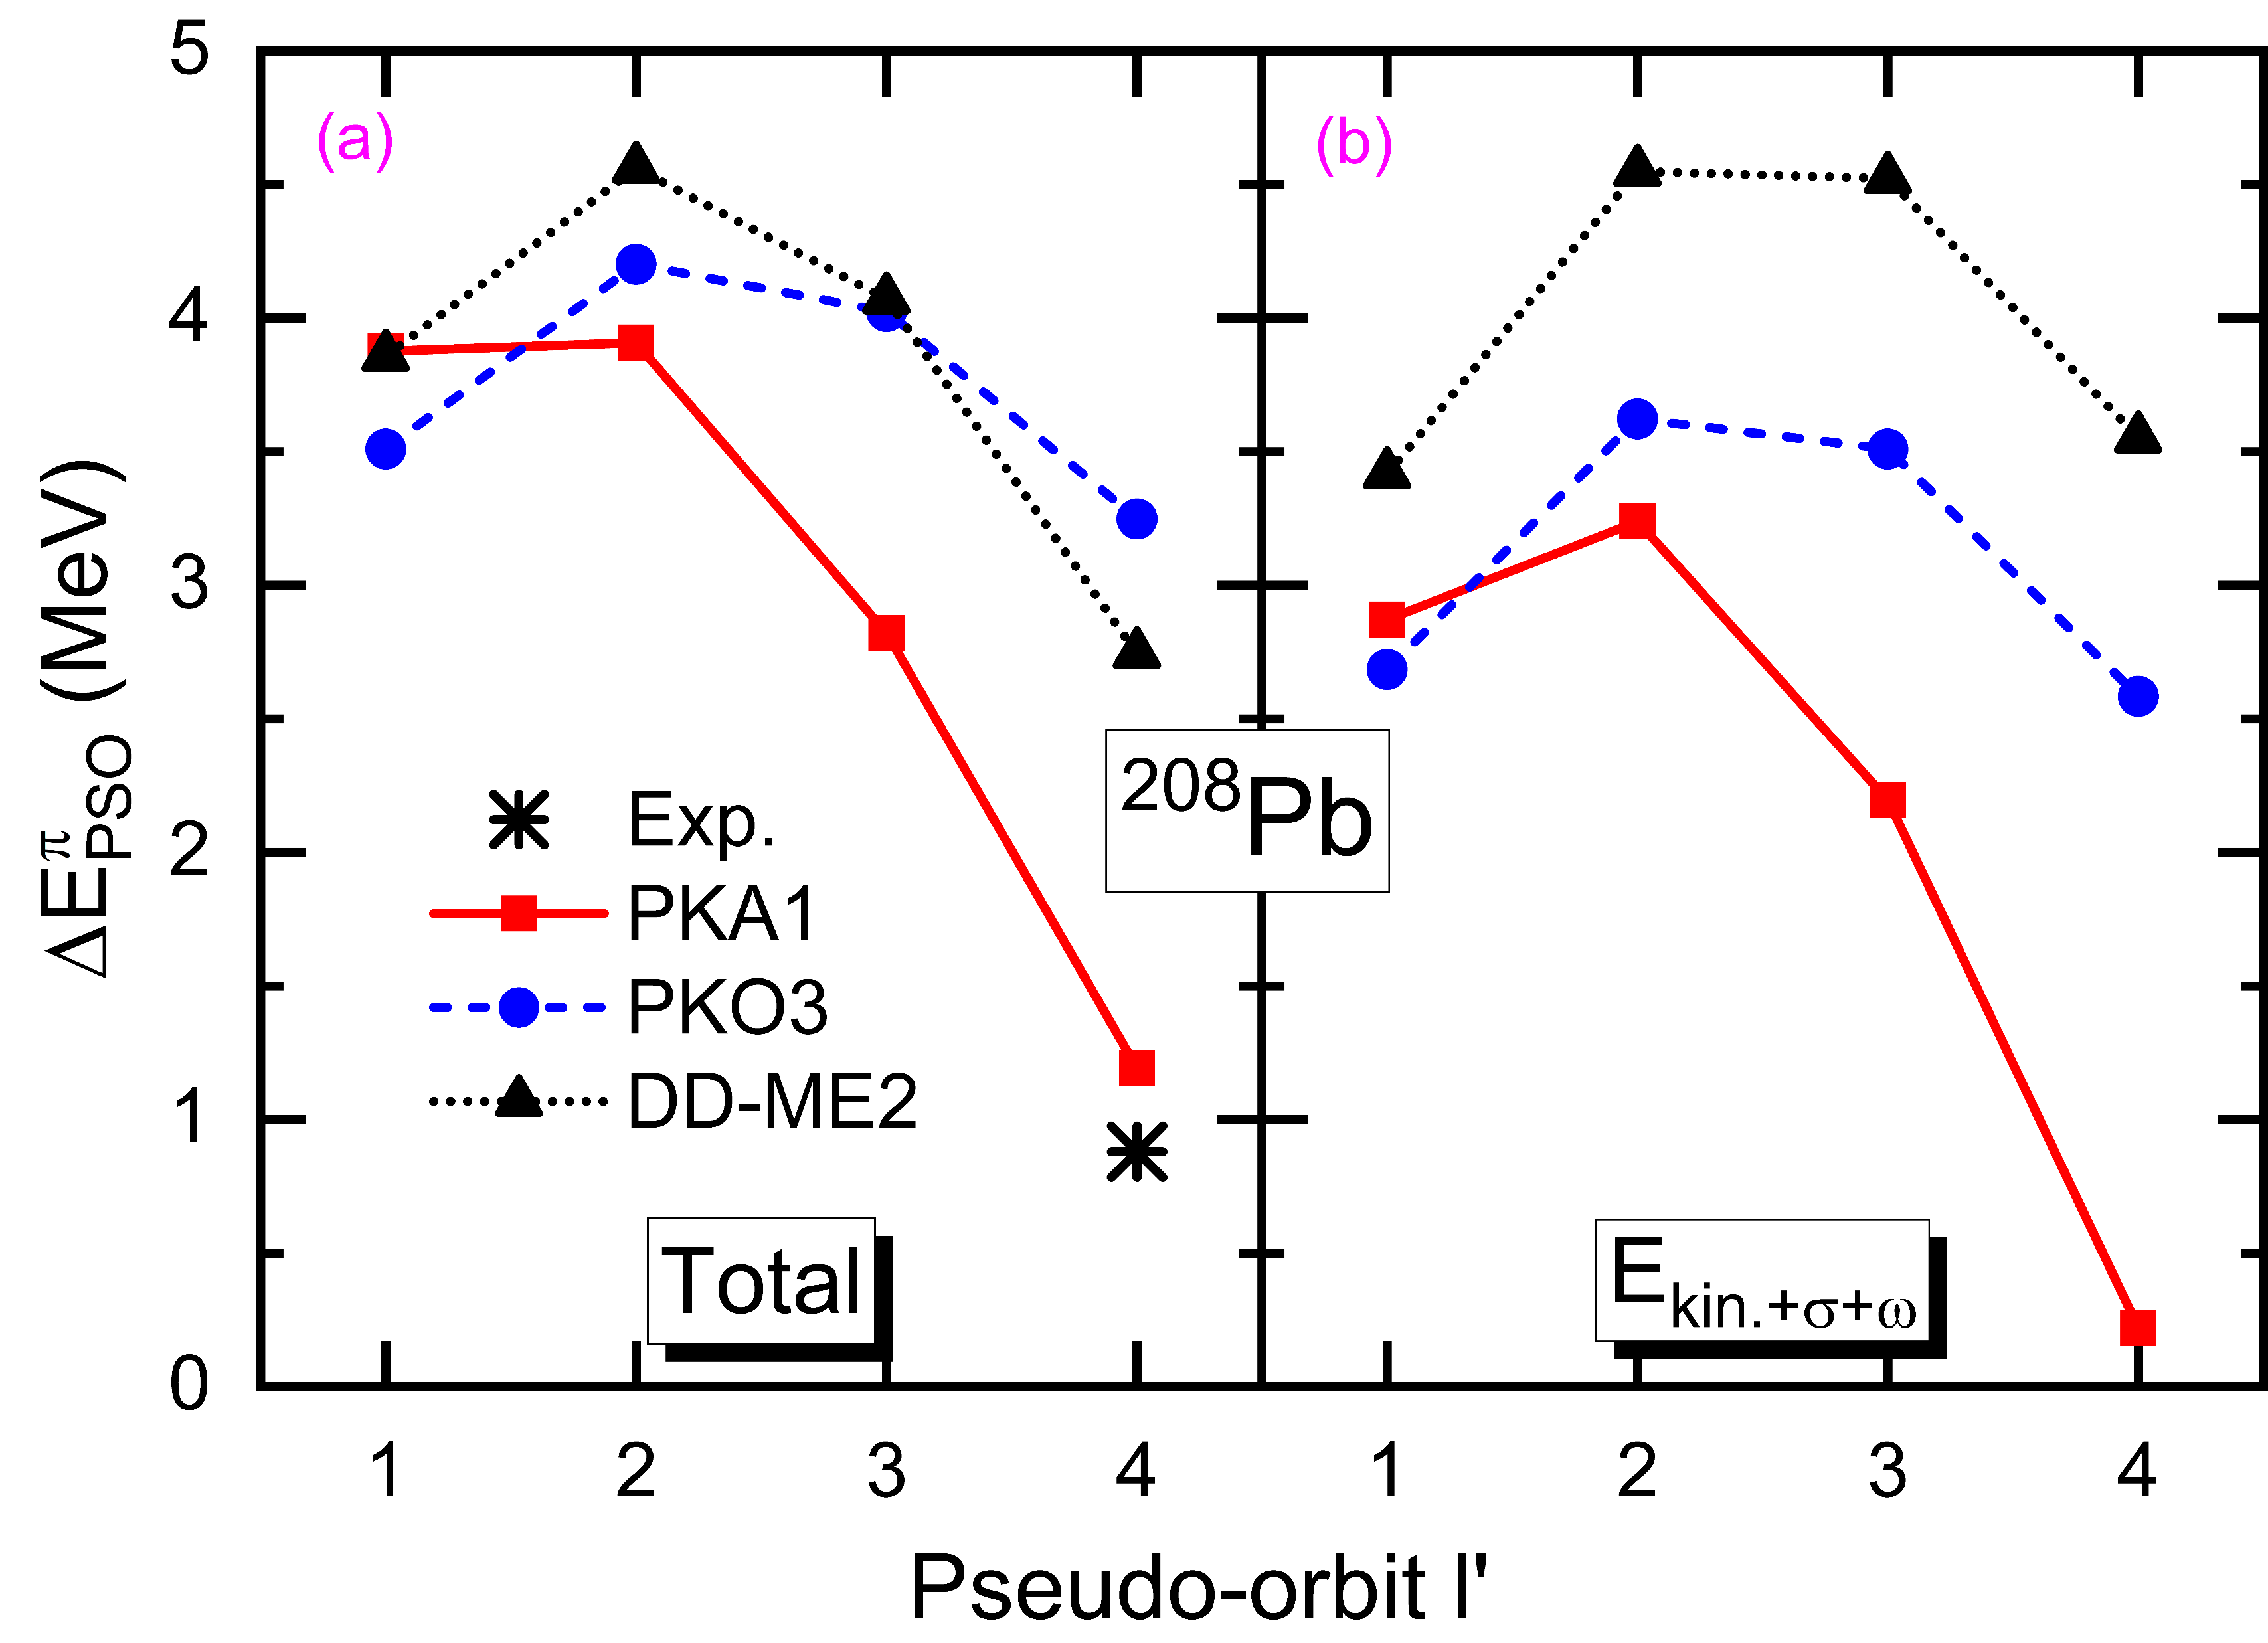 5
4
3
2
1
0
ΔE^π_PSO (MeV)
(a)
(b)
Exp.
PKA1
PKO3
DD-ME2
²⁰⁸Pb
Total
E_kin.+σ+ω
1 2 3 4 1 2 3 4
Pseudo-orbit l'